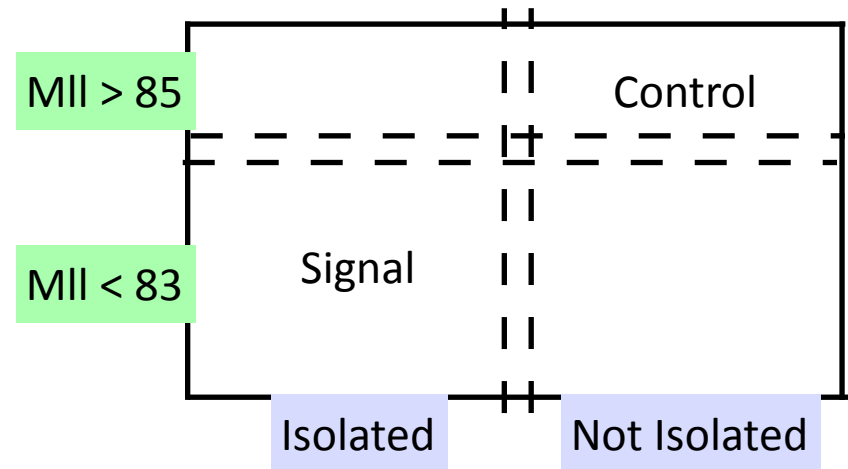 Mll > 85
Control
Mll < 83
Signal
Isolated
Not Isolated